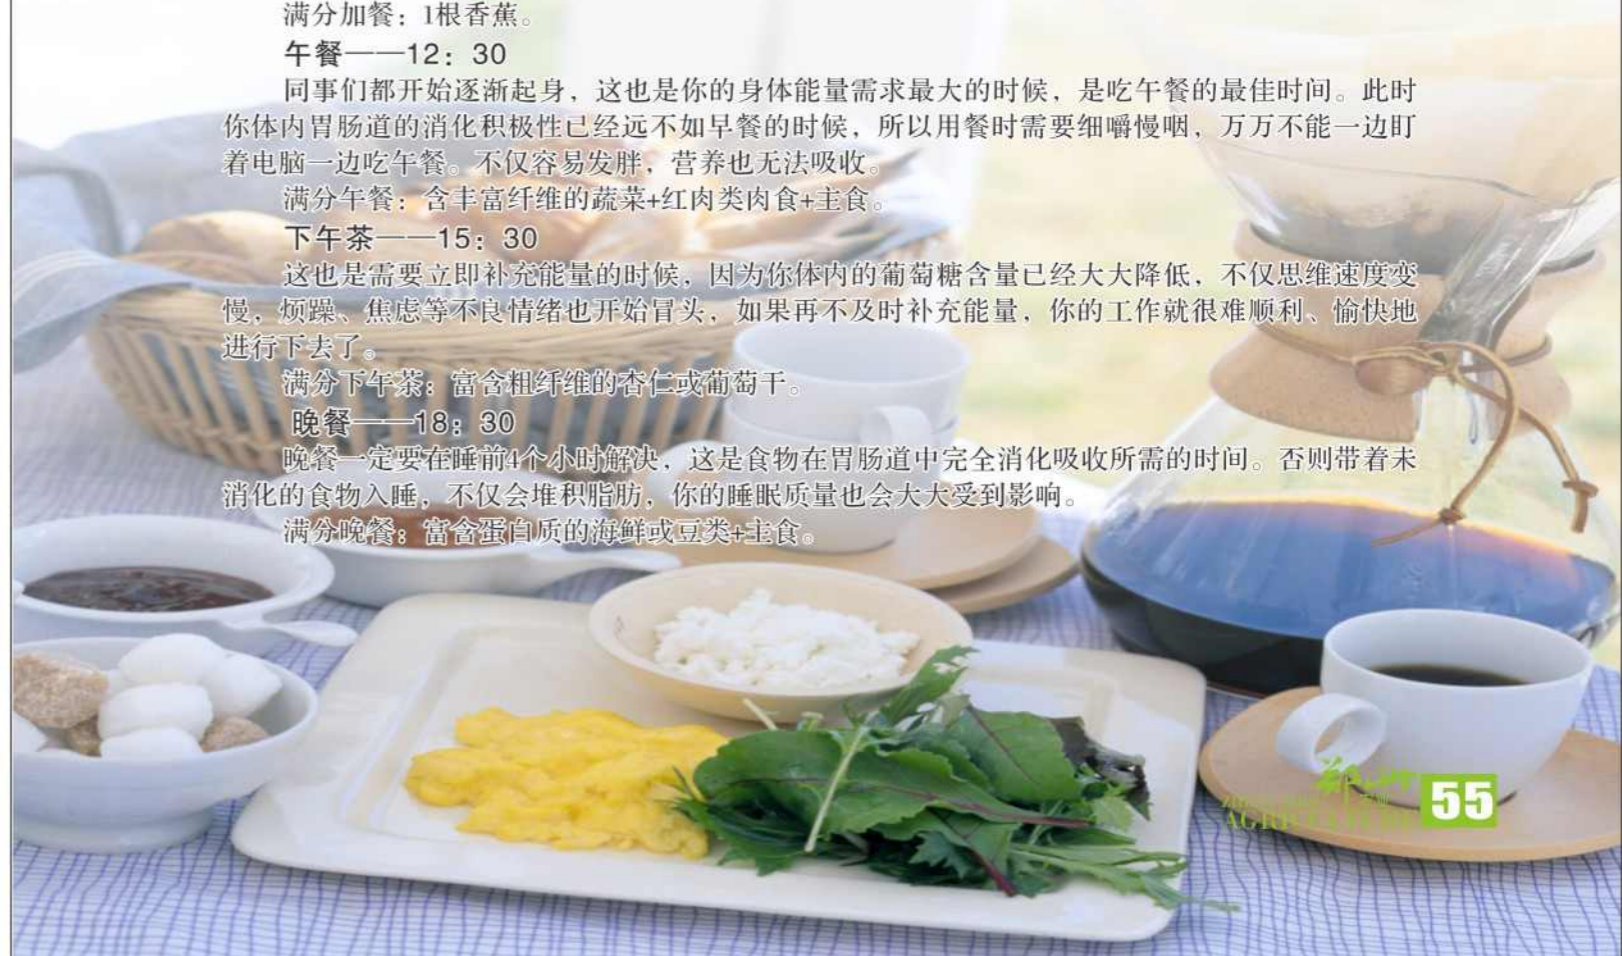 满分加餐：1根香蕉。
午餐——12：30
同事们都开始逐渐起身，这也是你的身体能量需求最大的时候，是吃午餐的最佳时间。此时
你体内胃肠道的消化积极性已经远不如早餐的时候，所以用餐时需要细嚼慢咽，万万不能一边盯
着电脑一边吃午餐。不仅容易发胖，营养也无法吸收。
满分午餐：含丰富纤维的蔬菜+红肉类肉食+主食。
下午茶——15：30
这也是需要立即补充能量的时候，因为你体内的葡萄糖含量已经大大降低，不仅思维速度变
慢，烦躁、焦虑等不良情绪也开始冒头，如果再不及时补充能量，你的工作就很难顺利、愉快地
进行下去了。
满分下午茶：富含粗纤维的杏仁或葡萄干。
晚餐——18：30
晚餐一定要在睡前4个小时解决，这是食物在胃肠道中完全消化吸收所需的时间。否则带着未
消化的食物入睡，不仅会堆积脂肪，你的睡眠质量也会大大受到影响。
满分晚餐：富含蛋白质的海鲜或豆类+主食。
AGRICULTURE 55